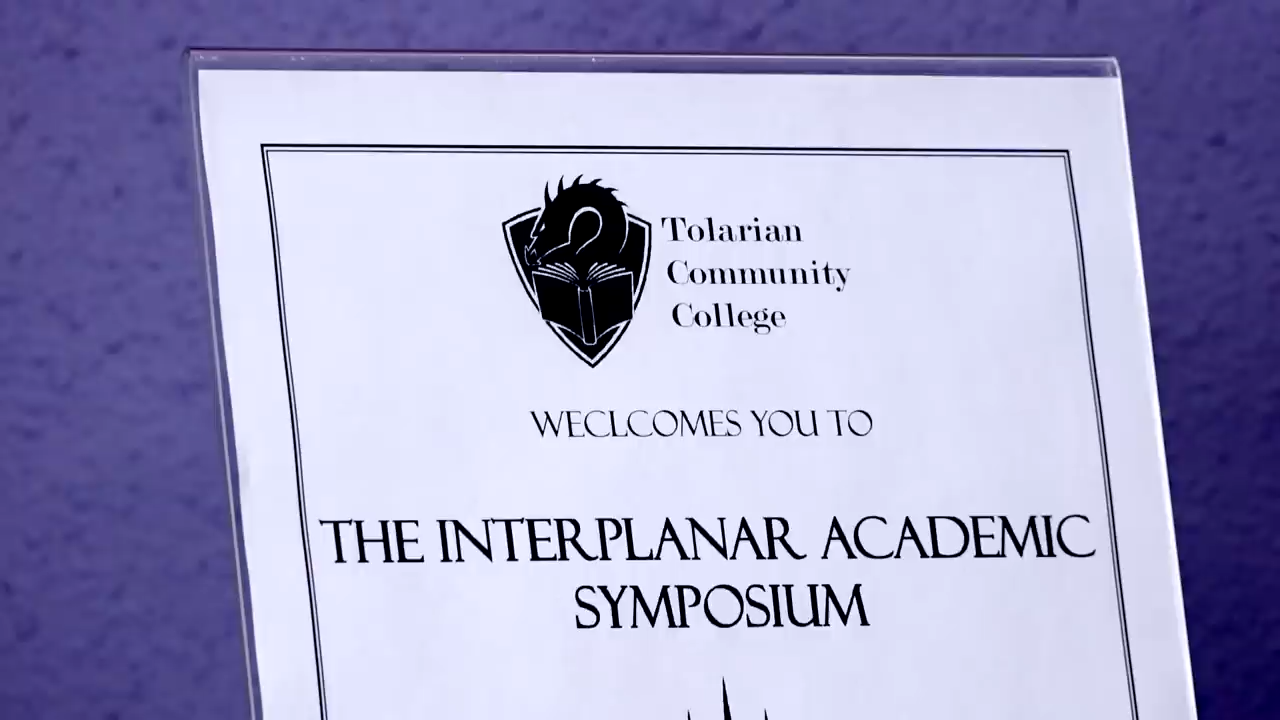 Tolarian
Community
College
WECLCOMES YOU TO
THE INTERPLANAR ACADEMIC
SYMPOSIUM